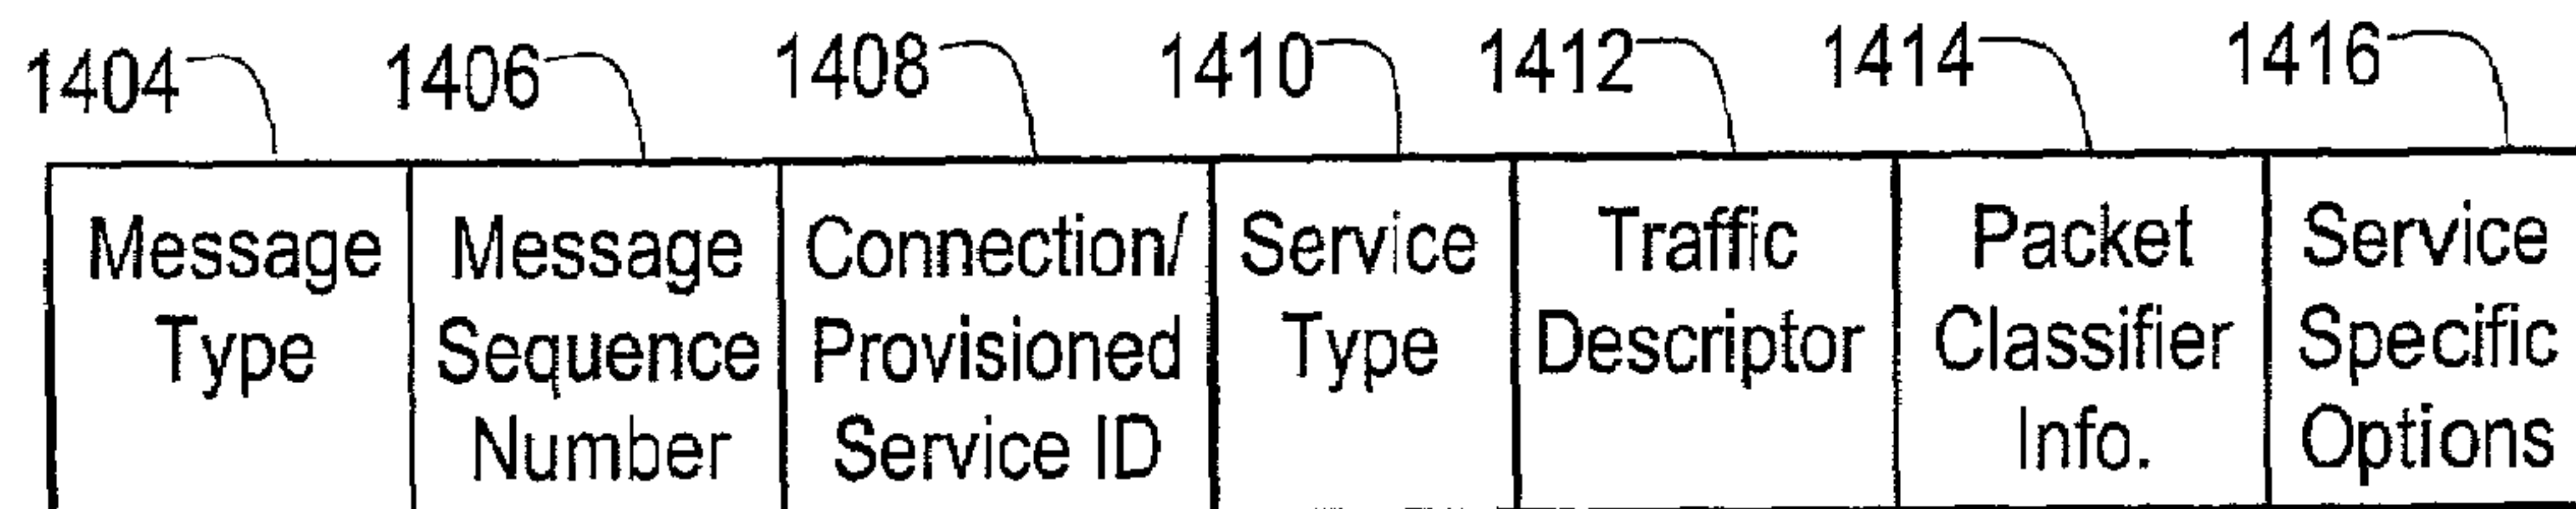 1404 1406 1408 1410 1412 1414 1416
Message Message Connection/ Service Traffic Packet Service
Type Sequence Provisioned Type Descriptor Classifier Specific
Number Service ID Info. Options